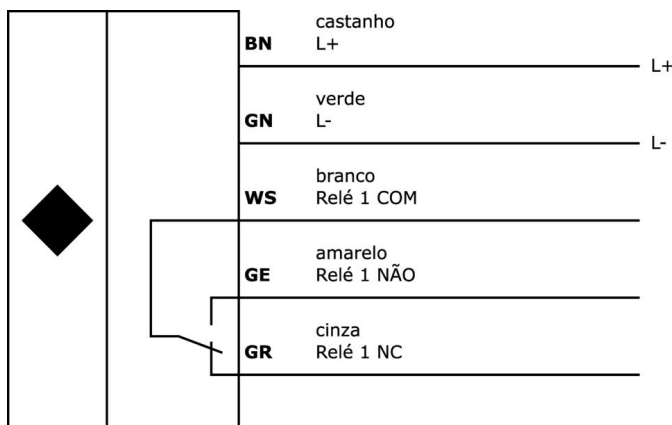 castanho
BN L+
L+
verde
GN L-
L-
branco
WS Relé 1 COM
amarelo
GE Relé 1 NÃO
cinza
GR Relé 1 NC